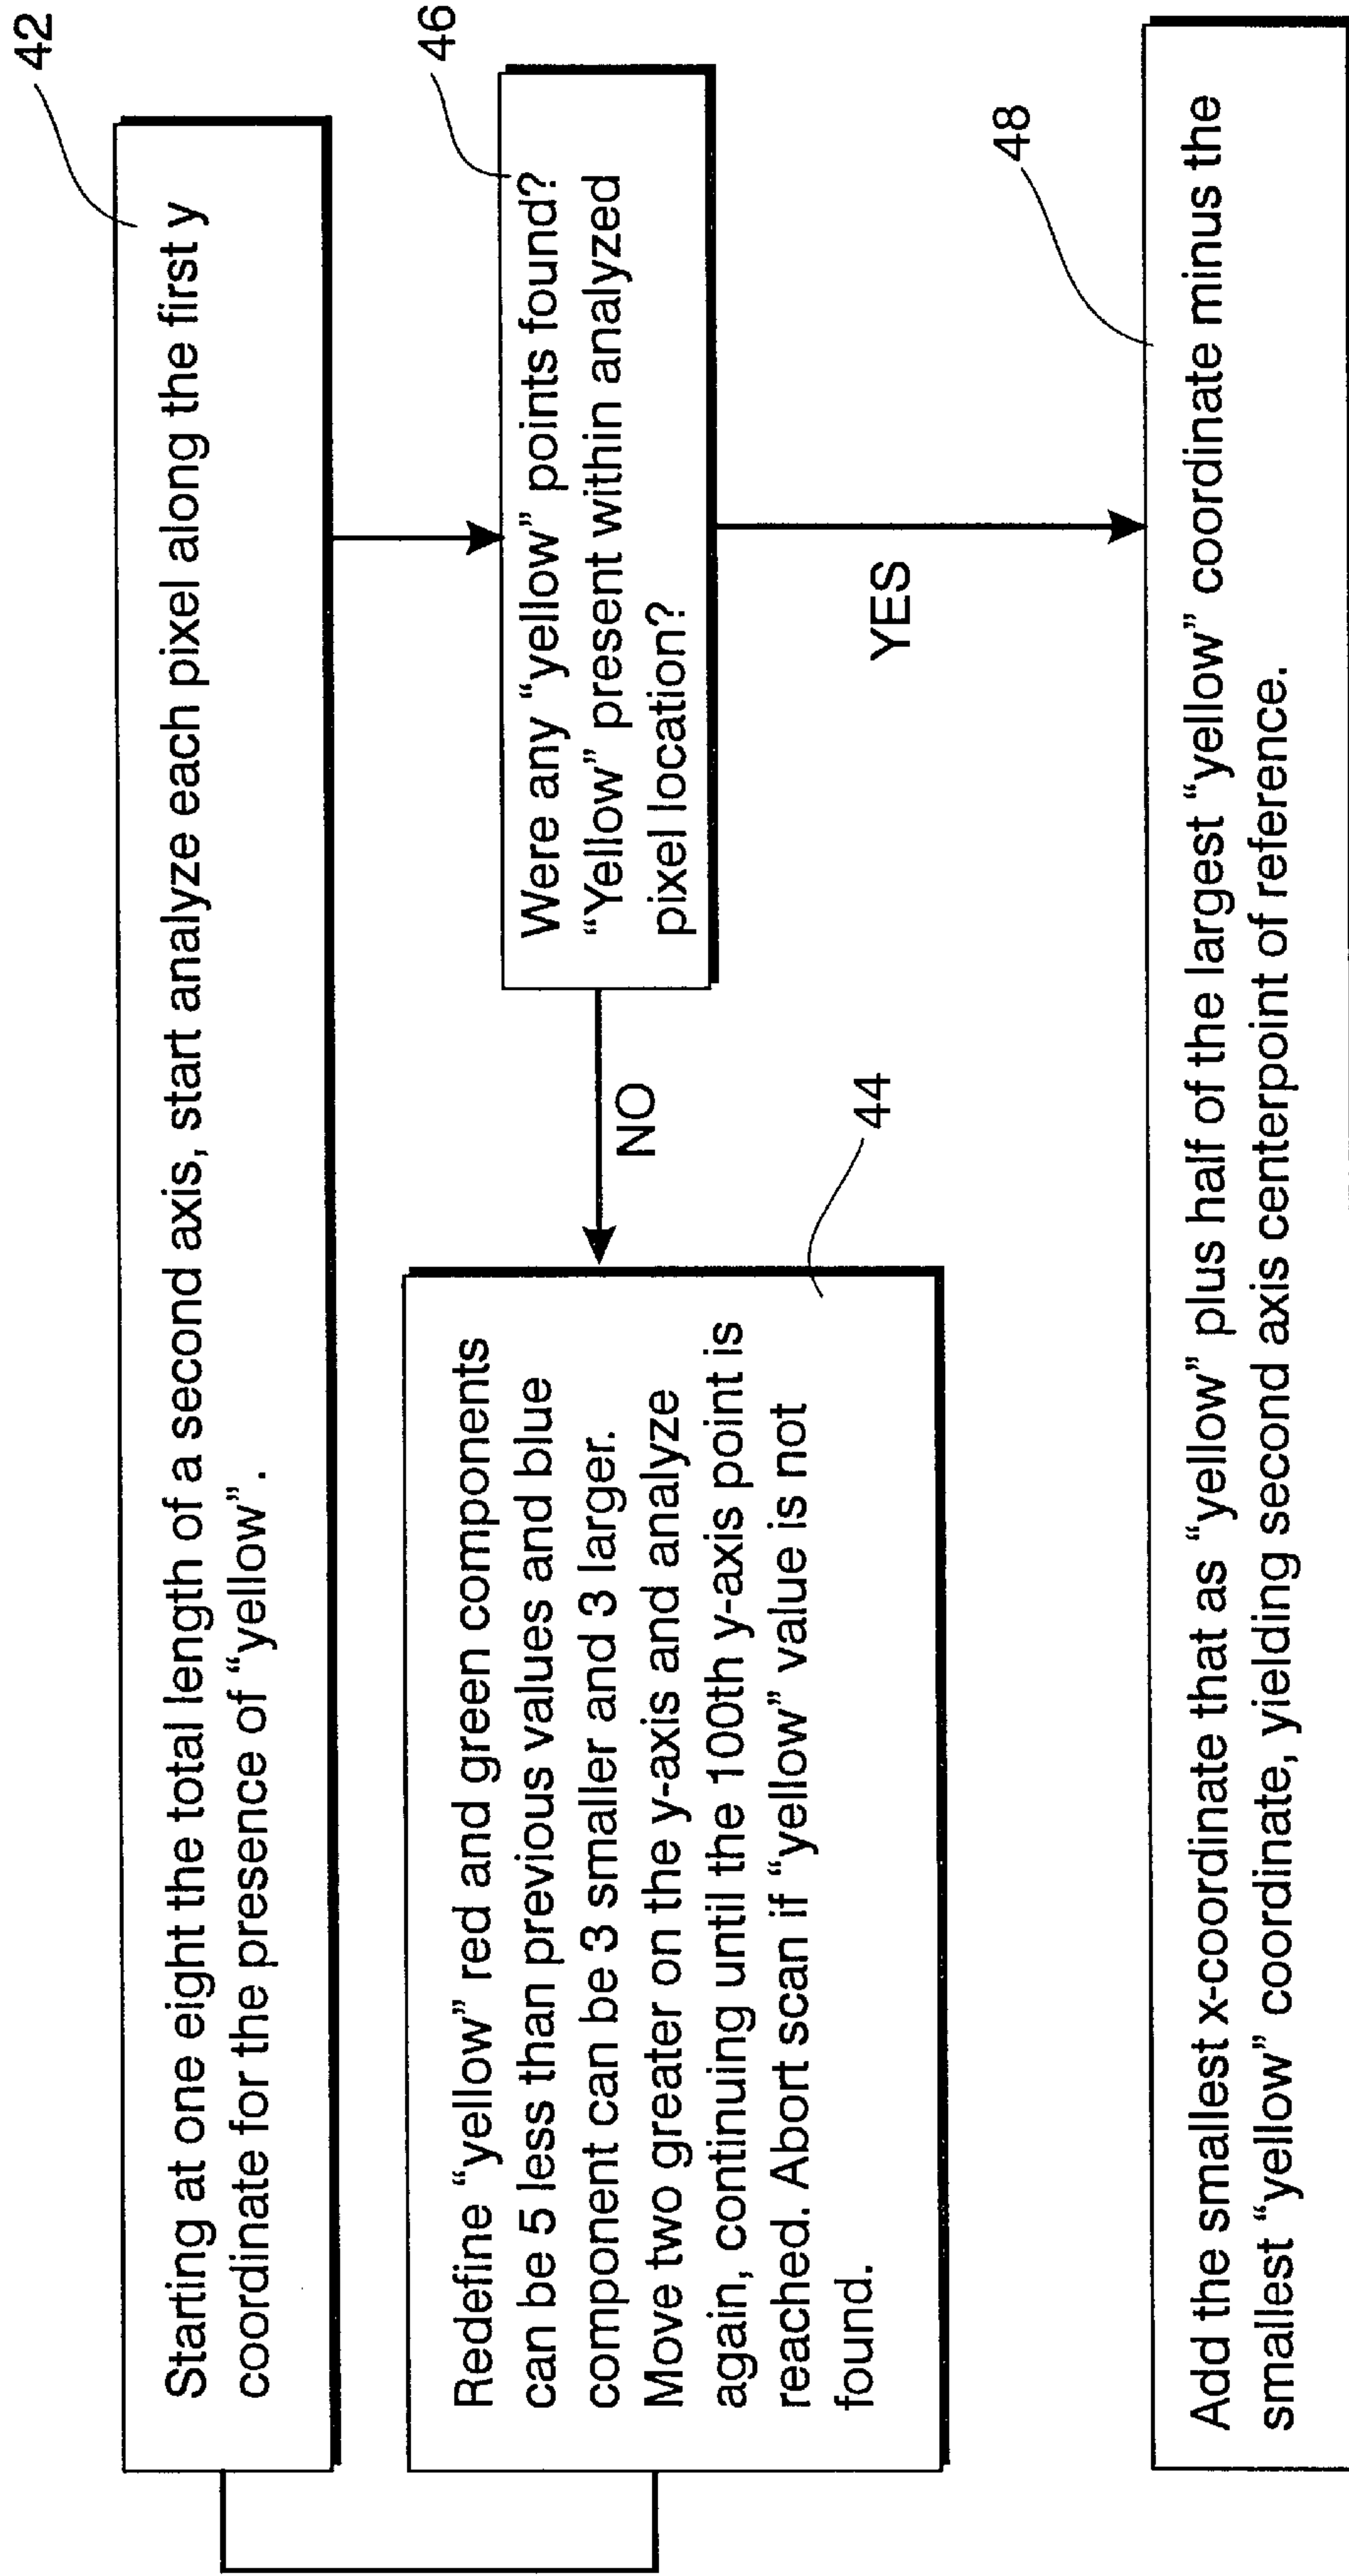 42
Starting at one eight the total length of a second axis, start analyze each pixel along the first y
coordinate for the presence of “yellow”.
46
Were any “yellow” points found?
“Yellow” present within analyzed
pixel location?
NO
44
Redefine “yellow” red and green components
can be 5 less than previous values and blue
component can be 3 smaller and 3 larger.
Move two greater on the y-axis and analyze
again, continuing until the 100th y-axis point is
reached. Abort scan if “yellow” value is not
found.
YES
48
Add the smallest x-coordinate that as “yellow” plus half of the largest “yellow” coordinate minus the
smallest “yellow” coordinate, yielding second axis centerpoint of reference.